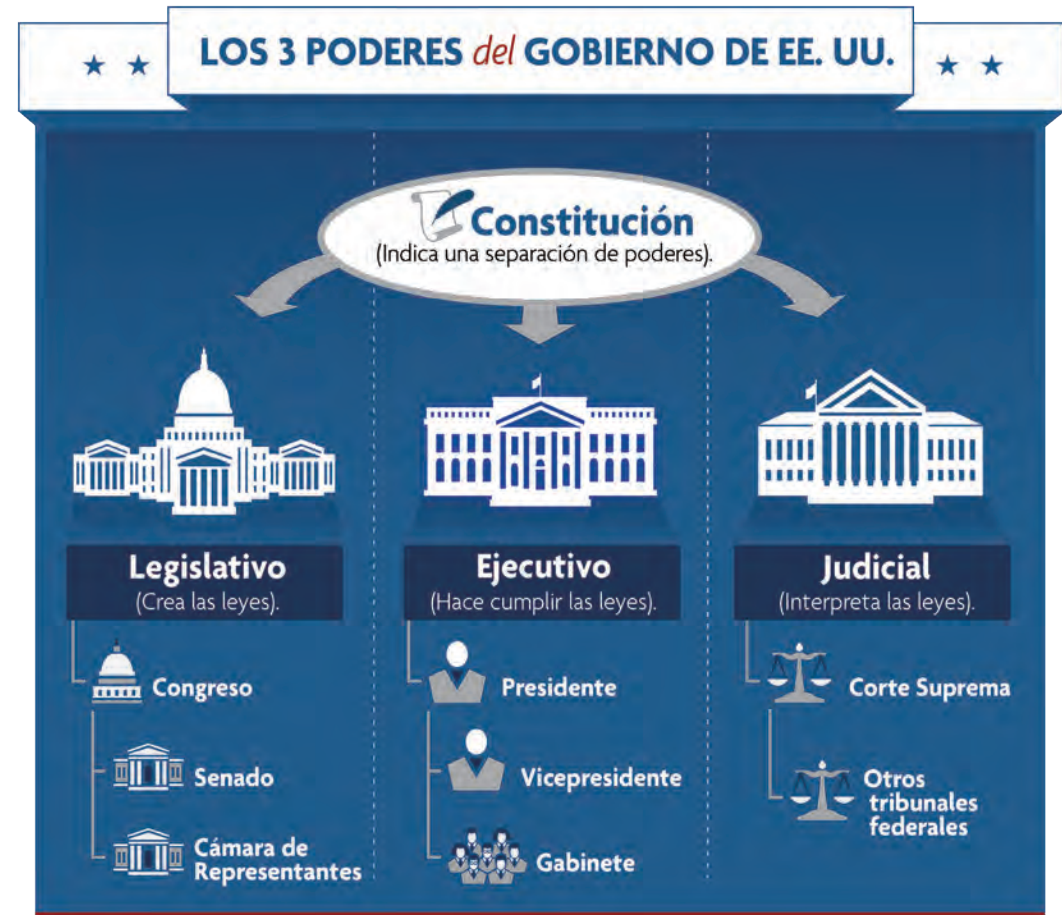 LOS 3 PODERES del GOBIERNO DE EE. UU.
Constitución
(Indica una separación de poderes).
Legislativo
(Crea las leyes).
Congreso
Senado
Cámara de
Representantes
Ejecutivo
(Hace cumplir las leyes).
Presidente
Vicepresidente
Gabinete
Judicial
(Interpreta las leyes).
Corte Suprema
Otros
tribunales
federales